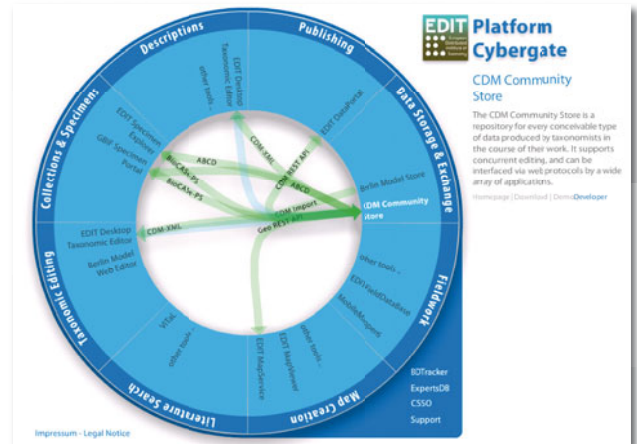 EDIT
Platform
Cybergate
CDM Community
Store
The CDM Community Store is a
repository for every conceivable type
of data produced by taxonomists in
the course of their work. It supports
concurrent editing, and can be
interfaced via web protocols by a wide
array of applications.
Homepage | Download | Demo Developer
Descriptions
Publishing
Data Storage & Exchange
Fieldwork
Map Creation
Literature Search
Taxonomic Editing
Collections & Specimens
EDIT Desktop
Taxonomic Editor
other tools ..
EDIT DataPortal
Berlin Model Store
CDM Community
Store
other tools ..
EDIT FieldDataBase
other tools ..
EDIT MapViewer
EDIT MapService
ViTaL
other tools ..
EDIT Desktop
Taxonomic Editor
Berlin Model
Web Editor
EDIT Specimen
Explorer
GBIF Specimen
Portal
ABCD
BioCASe-PS
BioCASe-PS
CDM-XML
CDM REST API
ABCD
CDM Import
Geo REST API
CDM-XML
BDTracker
ExpertsDB
CSSO
Support
Impressum - Legal Notice